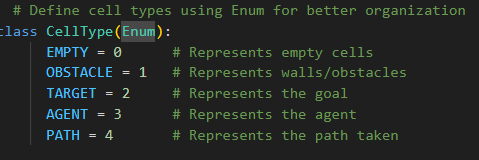 # Define cell types using Enum for better organization
class CellType(Enum):
EMPTY = 0 # Represents empty cells
OBSTACLE = 1 # Represents walls/obstacles
TARGET = 2 # Represents the goal
AGENT = 3 # Represents the agent
PATH = 4 # Represents the path taken